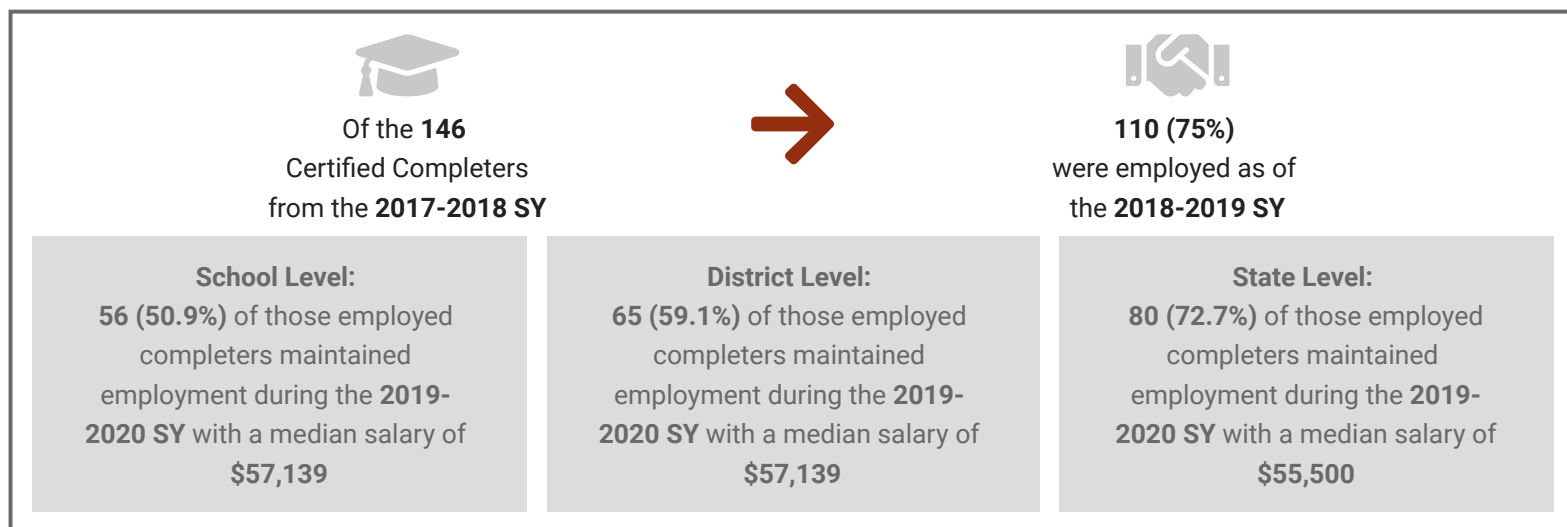 Of the 146
Certified Completers
from the 2017-2018 SY
110 (75%)
were employed as of
the 2018-2019 SY
School Level:
56 (50.9%) of those employed
completers maintained
employment during the 2019-
2020 SY with a median salary of
$57,139
District Level:
65 (59.1%) of those employed
completers maintained
employment during the 2019-
2020 SY with a median salary of
$57,139
State Level:
80 (72.7%) of those employed
completers maintained
employment during the 2019-
2020 SY with a median salary of
$55,500